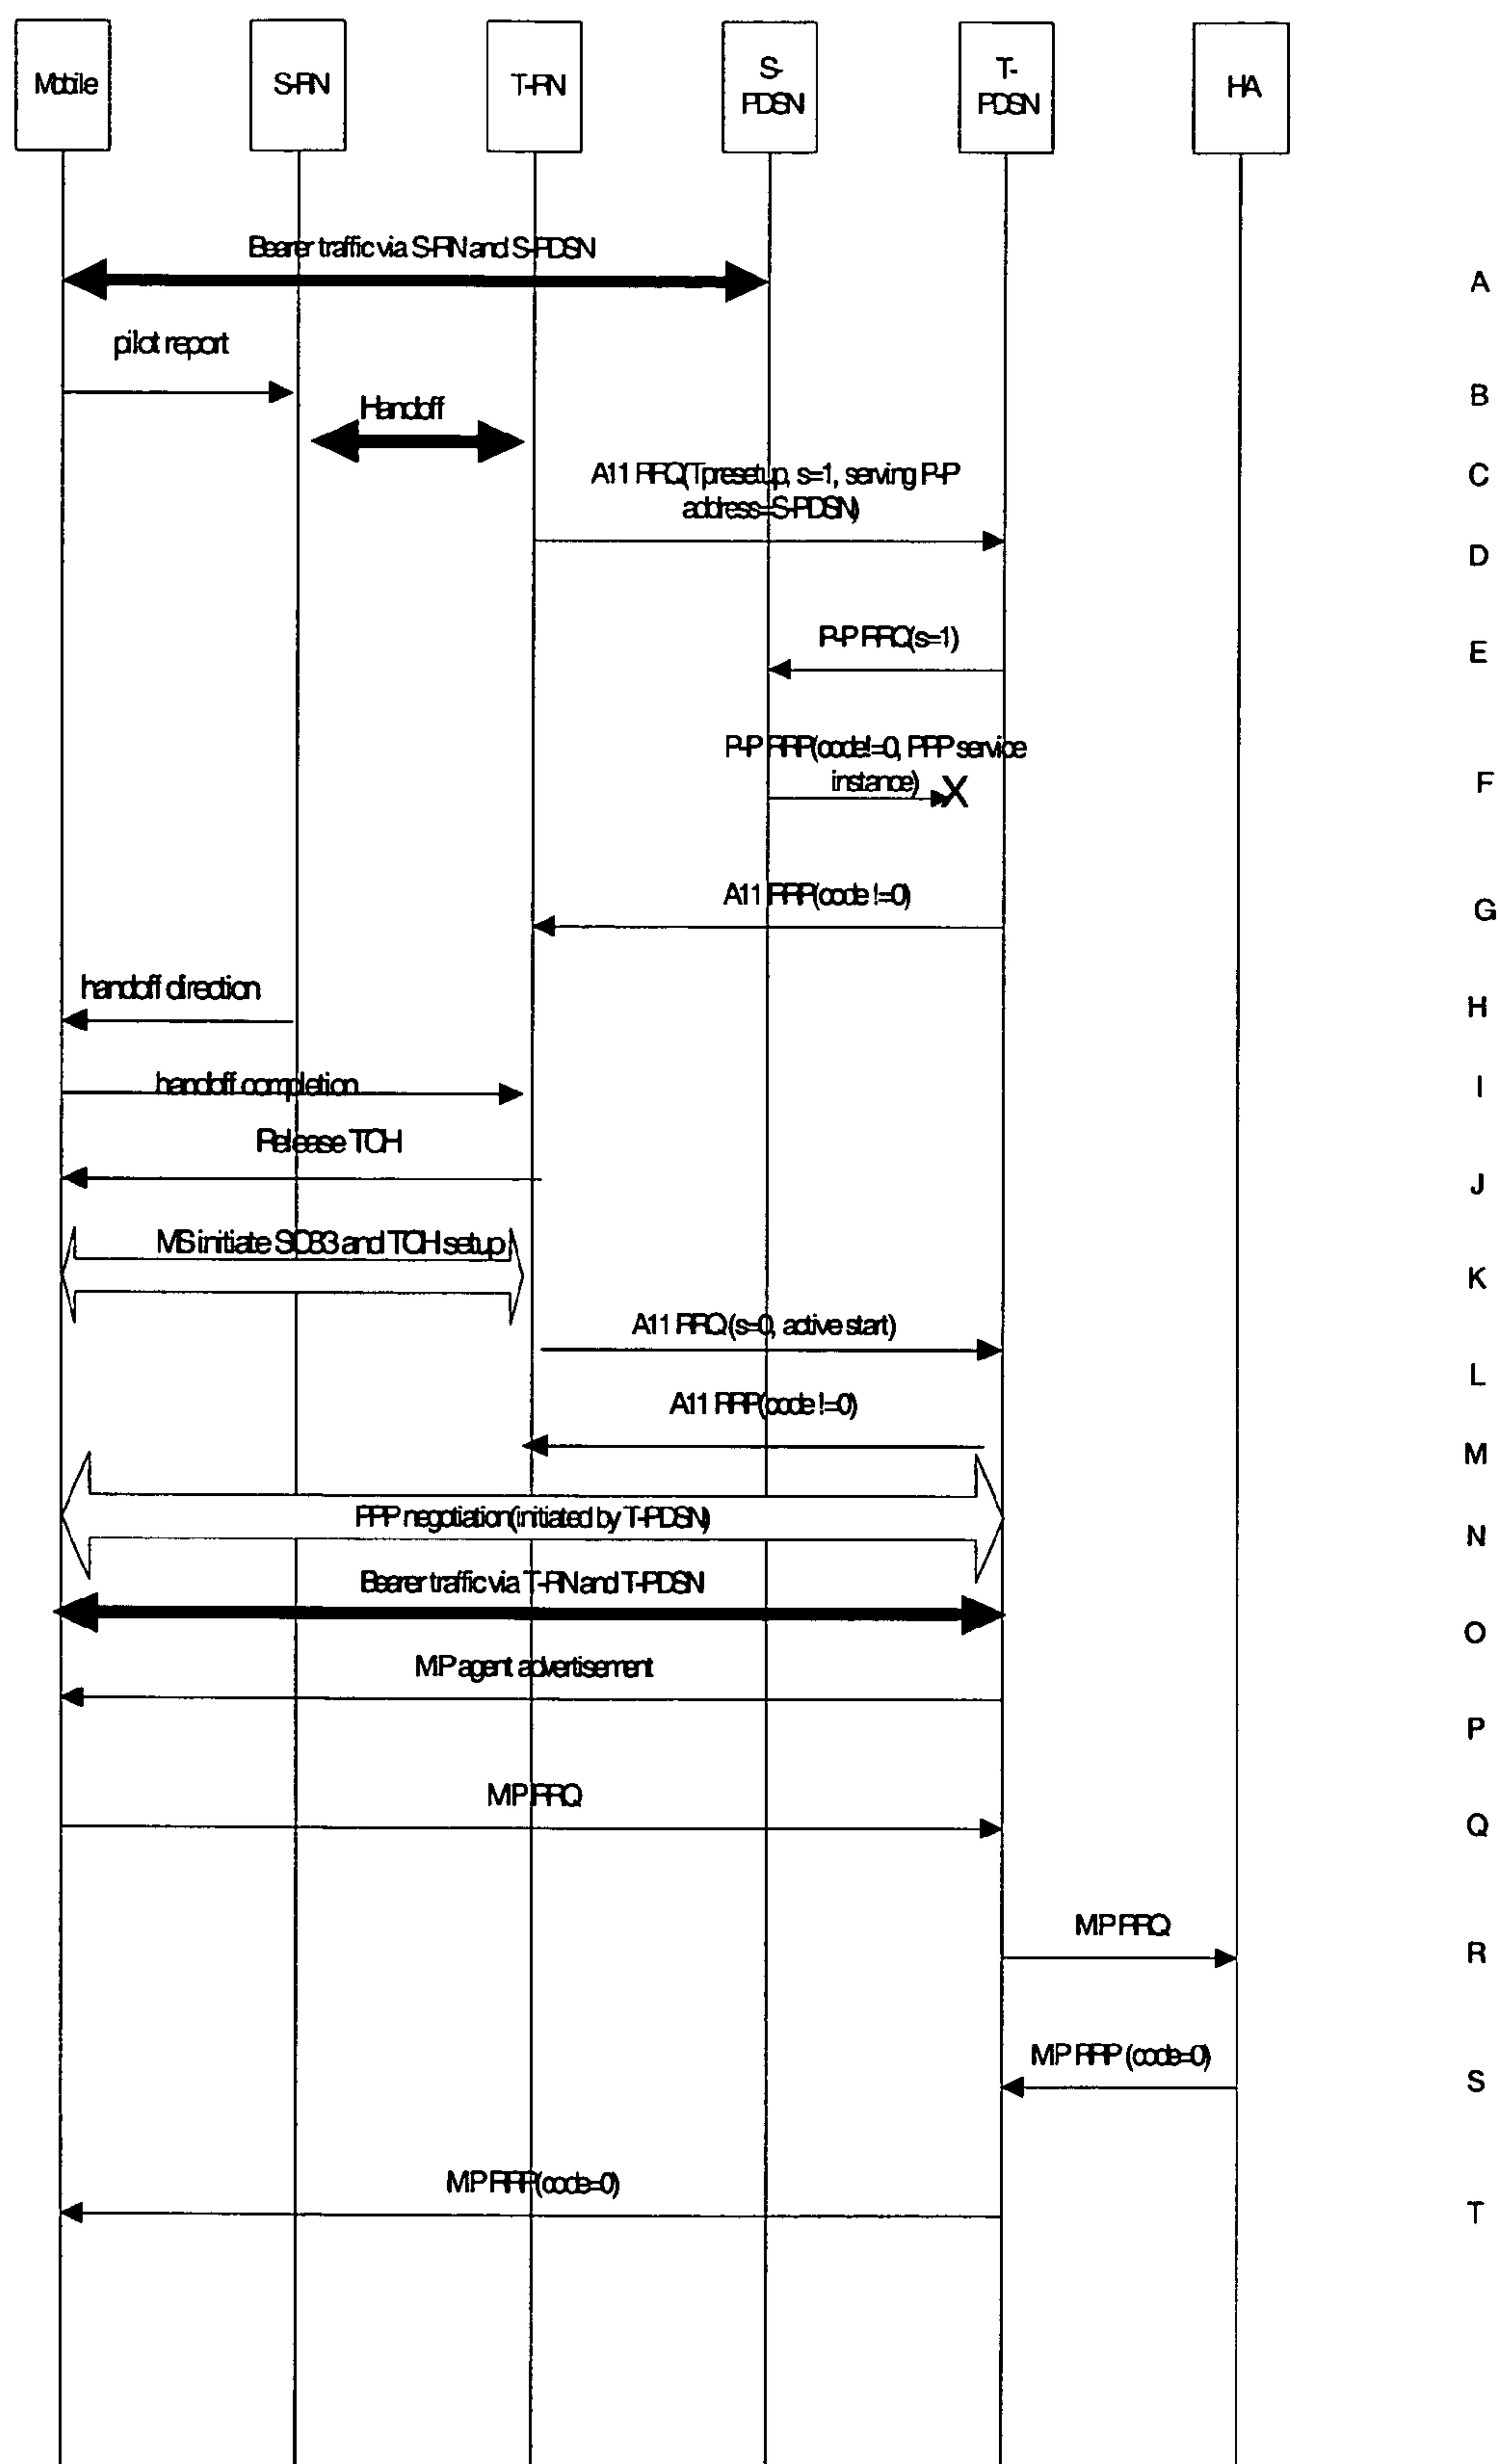 Mobile
S-RN
T-RN
S-
PDSN
T-
PDSN
HA
Bearer traffic via S-RN and S-PDSN
A
pilot report
B
Handoff
A11 RRQ(Tpresetup, s=1, serving P-P
address=S-PDSN)
C
D
P-P RRQ(s=1)
E
P-P RRP(code!=0, PPP service
instance)
X
F
A11 RRP(code !=0)
G
handoff direction
H
handoff completion
I
Release TCH
J
MS initiate SO33 and TCH setup
K
A11 RRQ (s=0, active start)
L
A11 RRP(code !=0)
M
PPP negotiation(initiated by T-PDSN)
N
Bearer traffic via T-RN and T-PDSN
O
MIP agent advertisement
P
MIP RRQ
Q
MIP RRQ
R
MIP RRP (code=0)
S
MIP RRP(code=0)
T